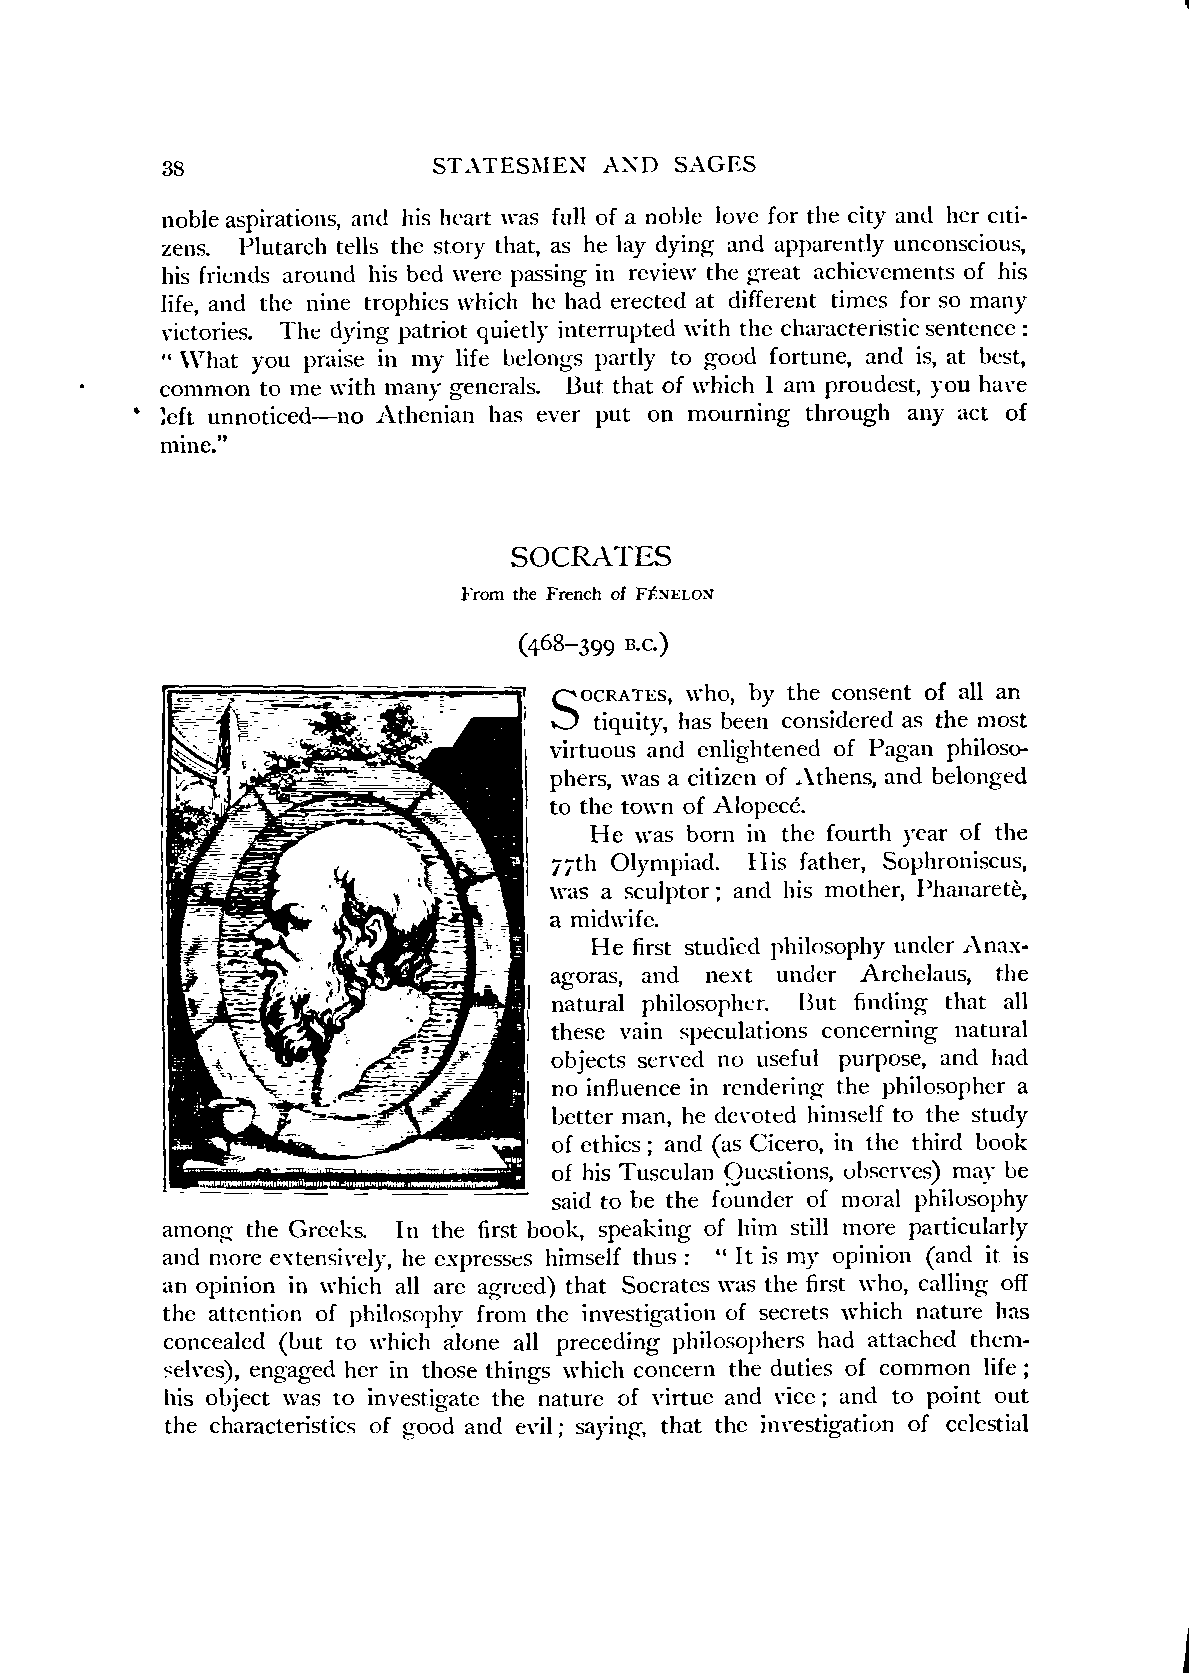 38 STATESMEN AND SAGES
noble aspirations, and his heart was full of a noble love for the city and her citi-
zens. Plutarch tells the story that, as he lay dying and apparently unconscious,
his friends around his bed were passing in review the great achievements of his
life, and the nine trophies which he had erected at different times for so many
victories. The dying patriot quietly interrupted with the characteristic sentence :
“ What you praise in my life belongs partly to good fortune, and is, at best,
common to me with many generals. But that of which I am proudest, you have
left unnoticed—no Athenian has ever put on mourning through any act of
mine.”
SOCRATES
From the French of FÉNELON
(468–399 B.C.)
SOCRATES, who, by the consent of all an
tiquity, has been considered as the most
virtuous and enlightened of Pagan philoso-
phers, was a citizen of Athens, and belonged
to the town of Alopecé.
He was born in the fourth year of the
77th Olympiad. His father, Sophroniscus,
was a sculptor ; and his mother, Phanaretè,
a midwife.
He first studied philosophy under Anax-
agoras, and next under Archelaus, the
natural philosopher. But finding that all
these vain speculations concerning natural
objects served no useful purpose, and had
no influence in rendering the philosopher a
better man, he devoted himself to the study
of ethics ; and (as Cicero, in the third book
of his Tusculan Questions, observes) may be
said to be the founder of moral philosophy
among the Greeks. In the first book, speaking of him still more particularly
and more extensively, he expresses himself thus : “ It is my opinion (and it is
an opinion in which all are agreed) that Socrates was the first who, calling off
the attention of philosophy from the investigation of secrets which nature has
concealed (but to which alone all preceding philosophers had attached them-
selves), engaged her in those things which concern the duties of common life ;
his object was to investigate the nature of virtue and vice ; and to point out
the characteristics of good and evil ; saying, that the investigation of celestial